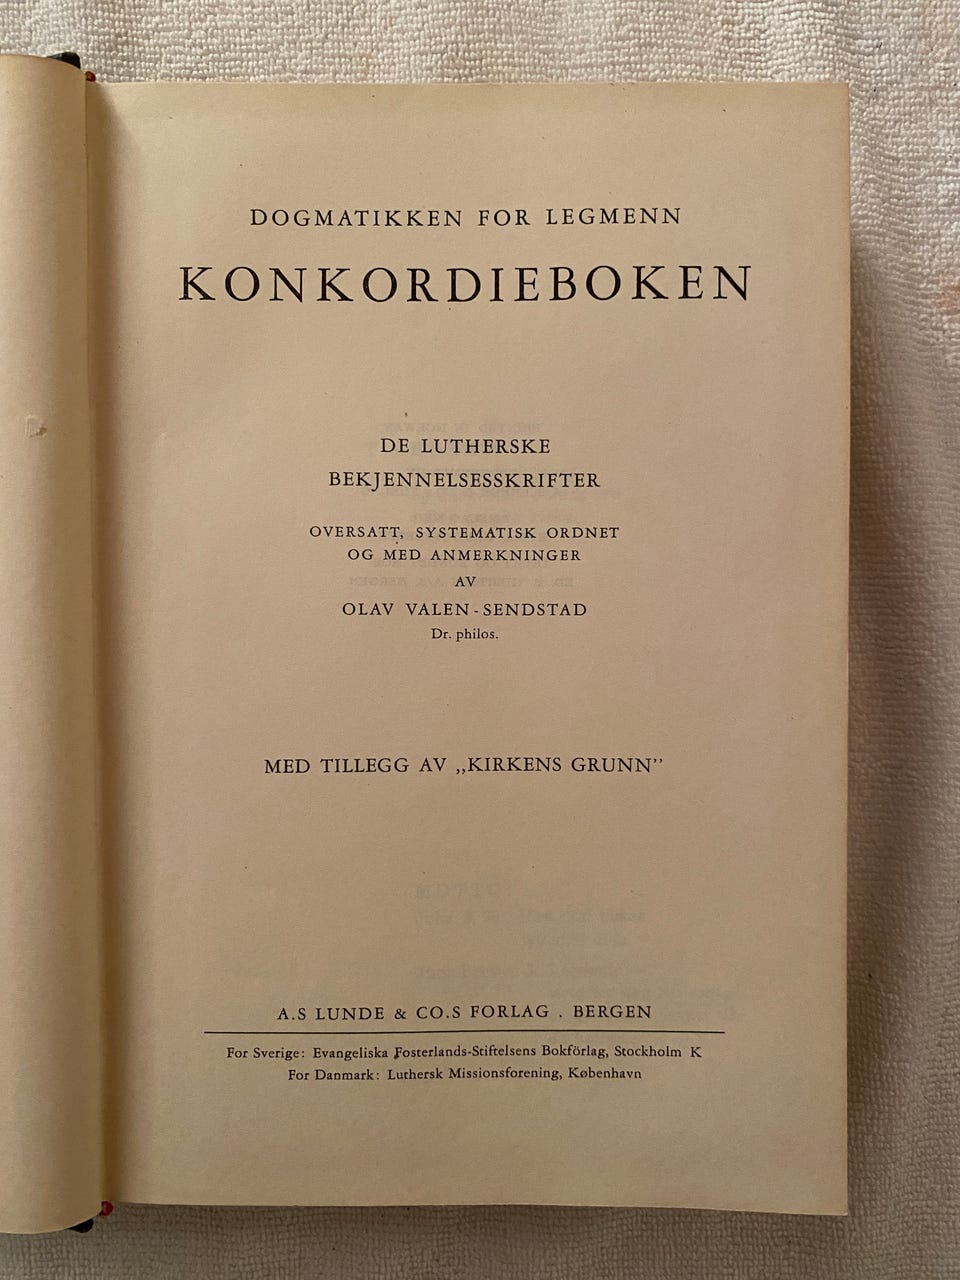 DOGMATIKKEN FOR LEGMENN
KONKORDIEBOKEN
DE LUTHERSKE
BEKJENNELSESSKRIFTER
OVERSATT, SYSTEMATISK ORDNET
OG MED ANMERKNINGER
AV
OLAV VALEN-SENDSTAD
Dr. philos.
MED TILLEGG AV „KIRKENS GRUNN”
A.S LUNDE & CO.S FORLAG . BERGEN
For Sverige: Evangeliska Fosterlands-Stiftelsens Bokförlag, Stockholm K
For Danmark: Luthersk Missionsforening, København